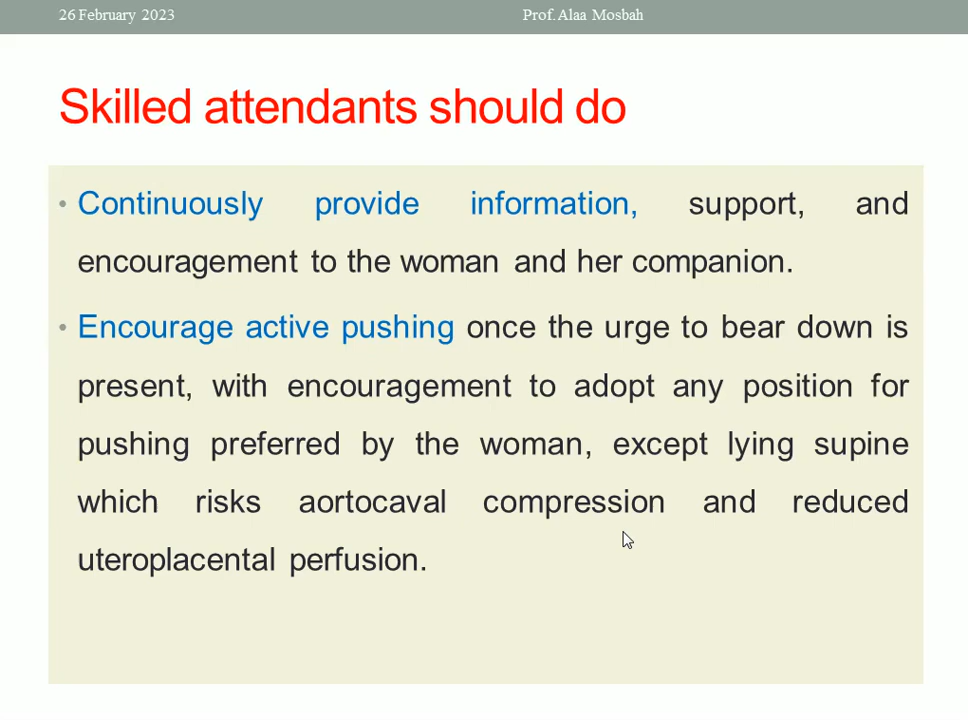 26 February 2023 Prof. Alaa Mosbah
Skilled attendants should do
• Continuously provide information, support, and
encouragement to the woman and her companion.
• Encourage active pushing once the urge to bear down is
present, with encouragement to adopt any position for
pushing preferred by the woman, except lying supine
which risks aortocaval compression and reduced
uteroplacental perfusion.